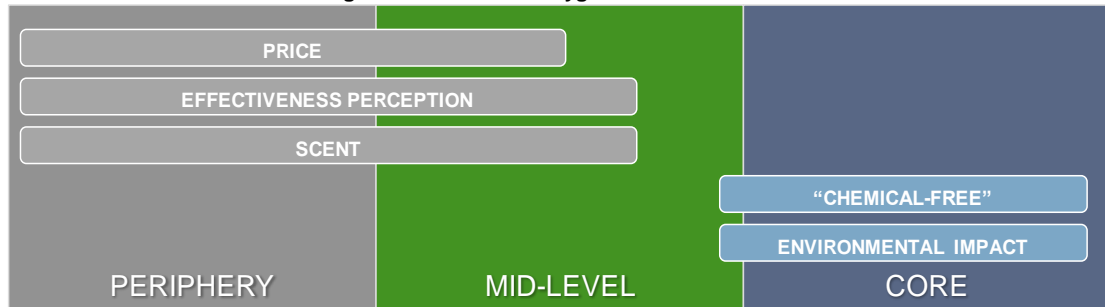 PRICE
EFFECTIVENESS PERCEPTION
SCENT
“CHEMICAL-FREE”
ENVIRONMENTAL IMPACT
PERIPHERY MID-LEVEL CORE